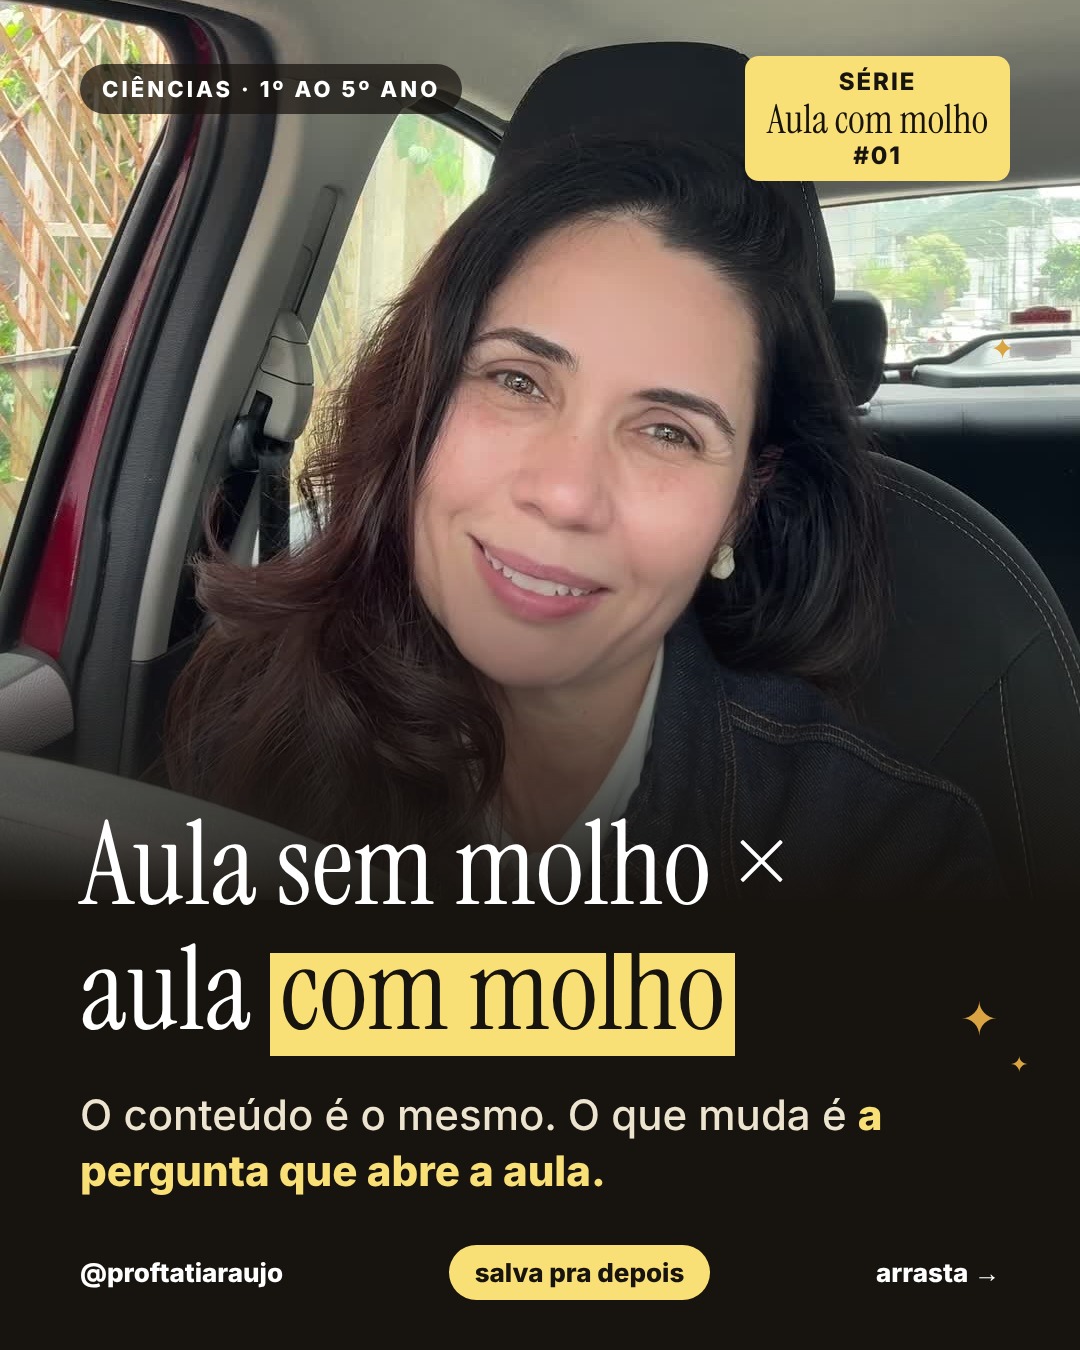 CIÊNCIAS · 1º AO 5º ANO
SÉRIE
Aula com molho
#01
Aula sem molho ×
aula com molho
O conteúdo é o mesmo. O que muda é a
pergunta que abre a aula.
@proftatiaraujo
salva pra depois
arrasta →